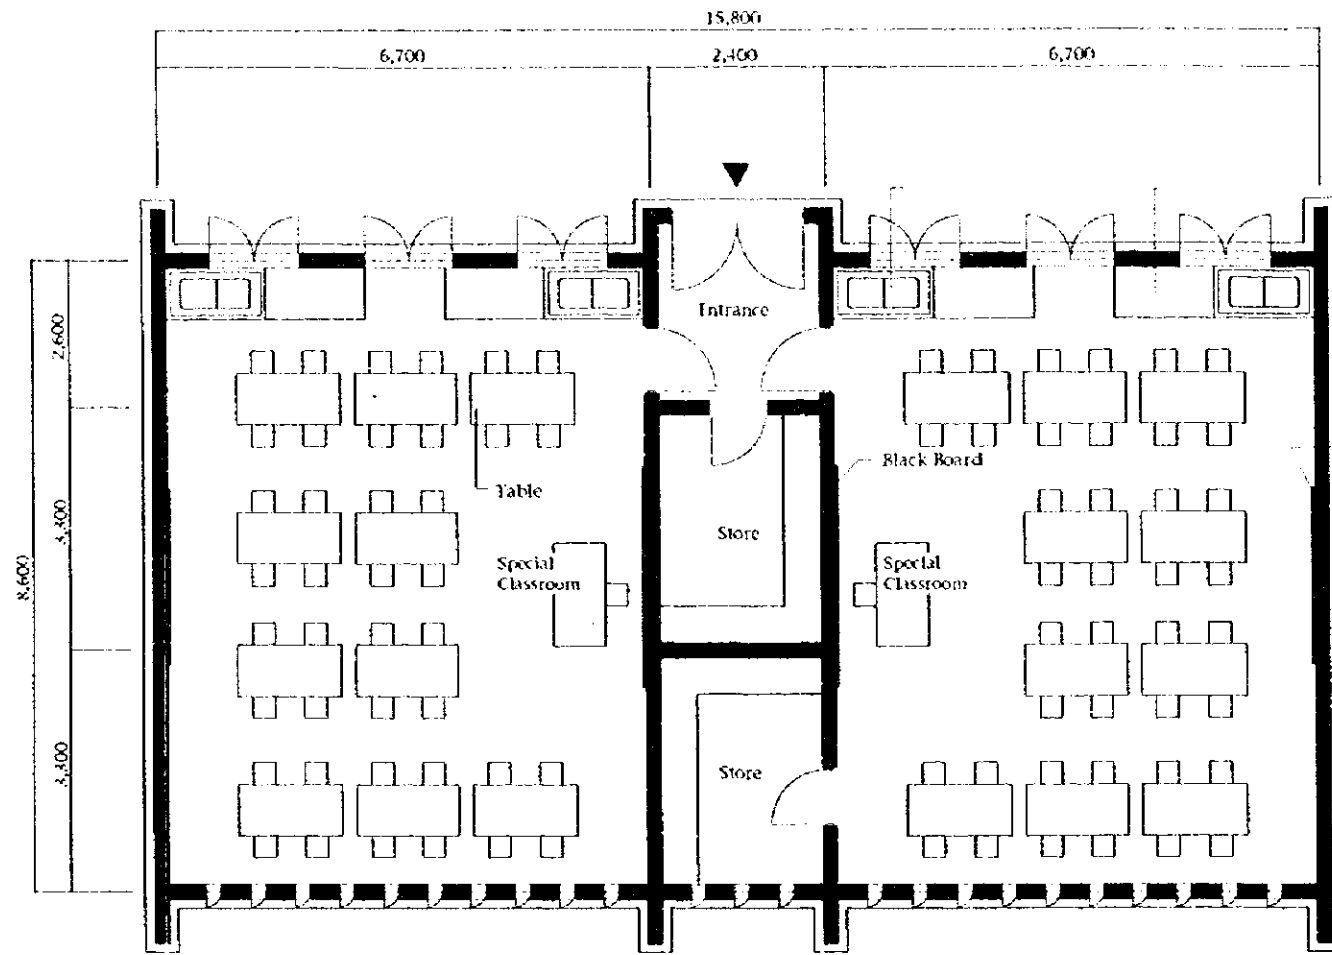 15,800
6,700
2,400
6,700
Entrance
2,600
Black Board
Table
3,300
Store
8,600
Special
Classroom
Special
Classroom
3,300
Store